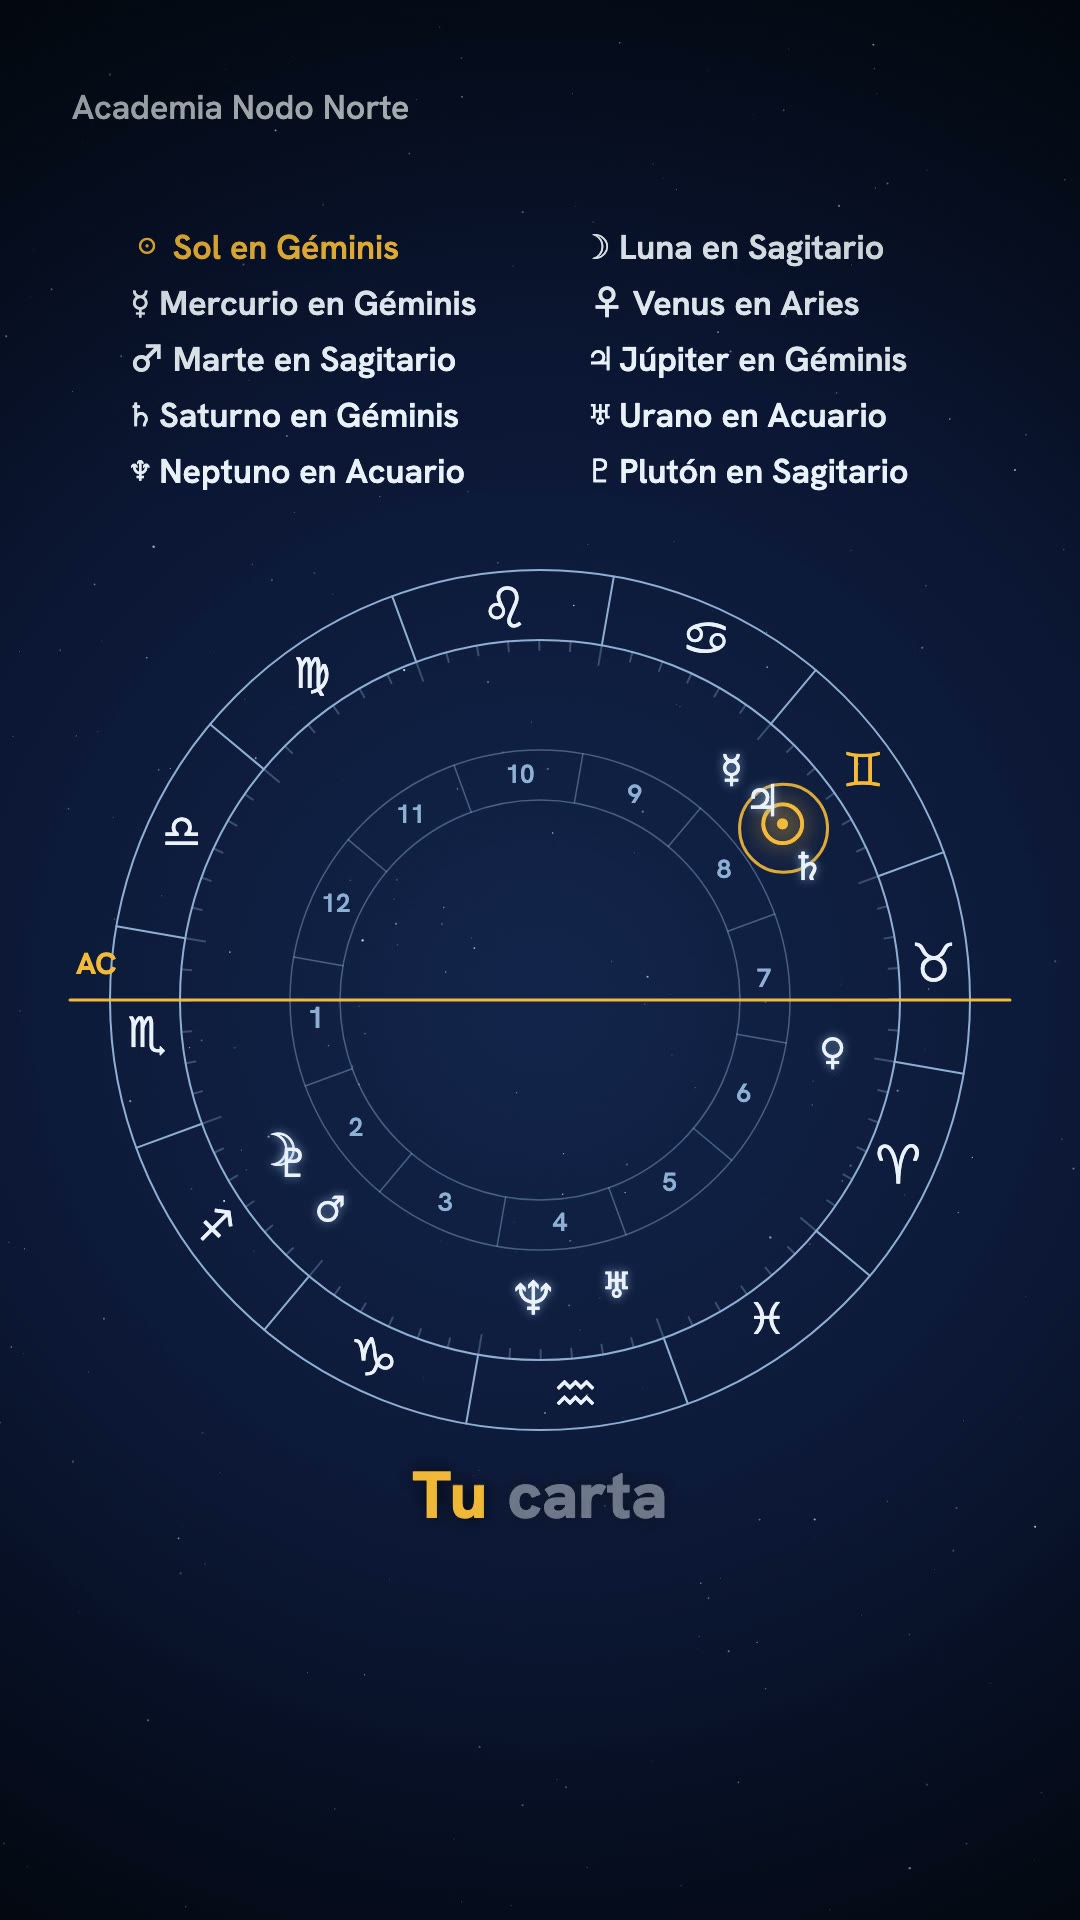 Academia Nodo Norte
☉ Sol en Géminis
☽ Luna en Sagitario
☿ Mercurio en Géminis
♀ Venus en Aries
♂ Marte en Sagitario
♃ Júpiter en Géminis
♄ Saturno en Géminis
♅ Urano en Acuario
♆ Neptuno en Acuario
♇ Plutón en Sagitario
♌
♋
♍
☿
♊
10
♃
9
☉
11
♎
♄
8
12
AC
♉
7
1
♏
♀
6
2
☽
♇
♈
5
3
♂
4
♐
♅
♆
♓
♑
♒
Tu carta